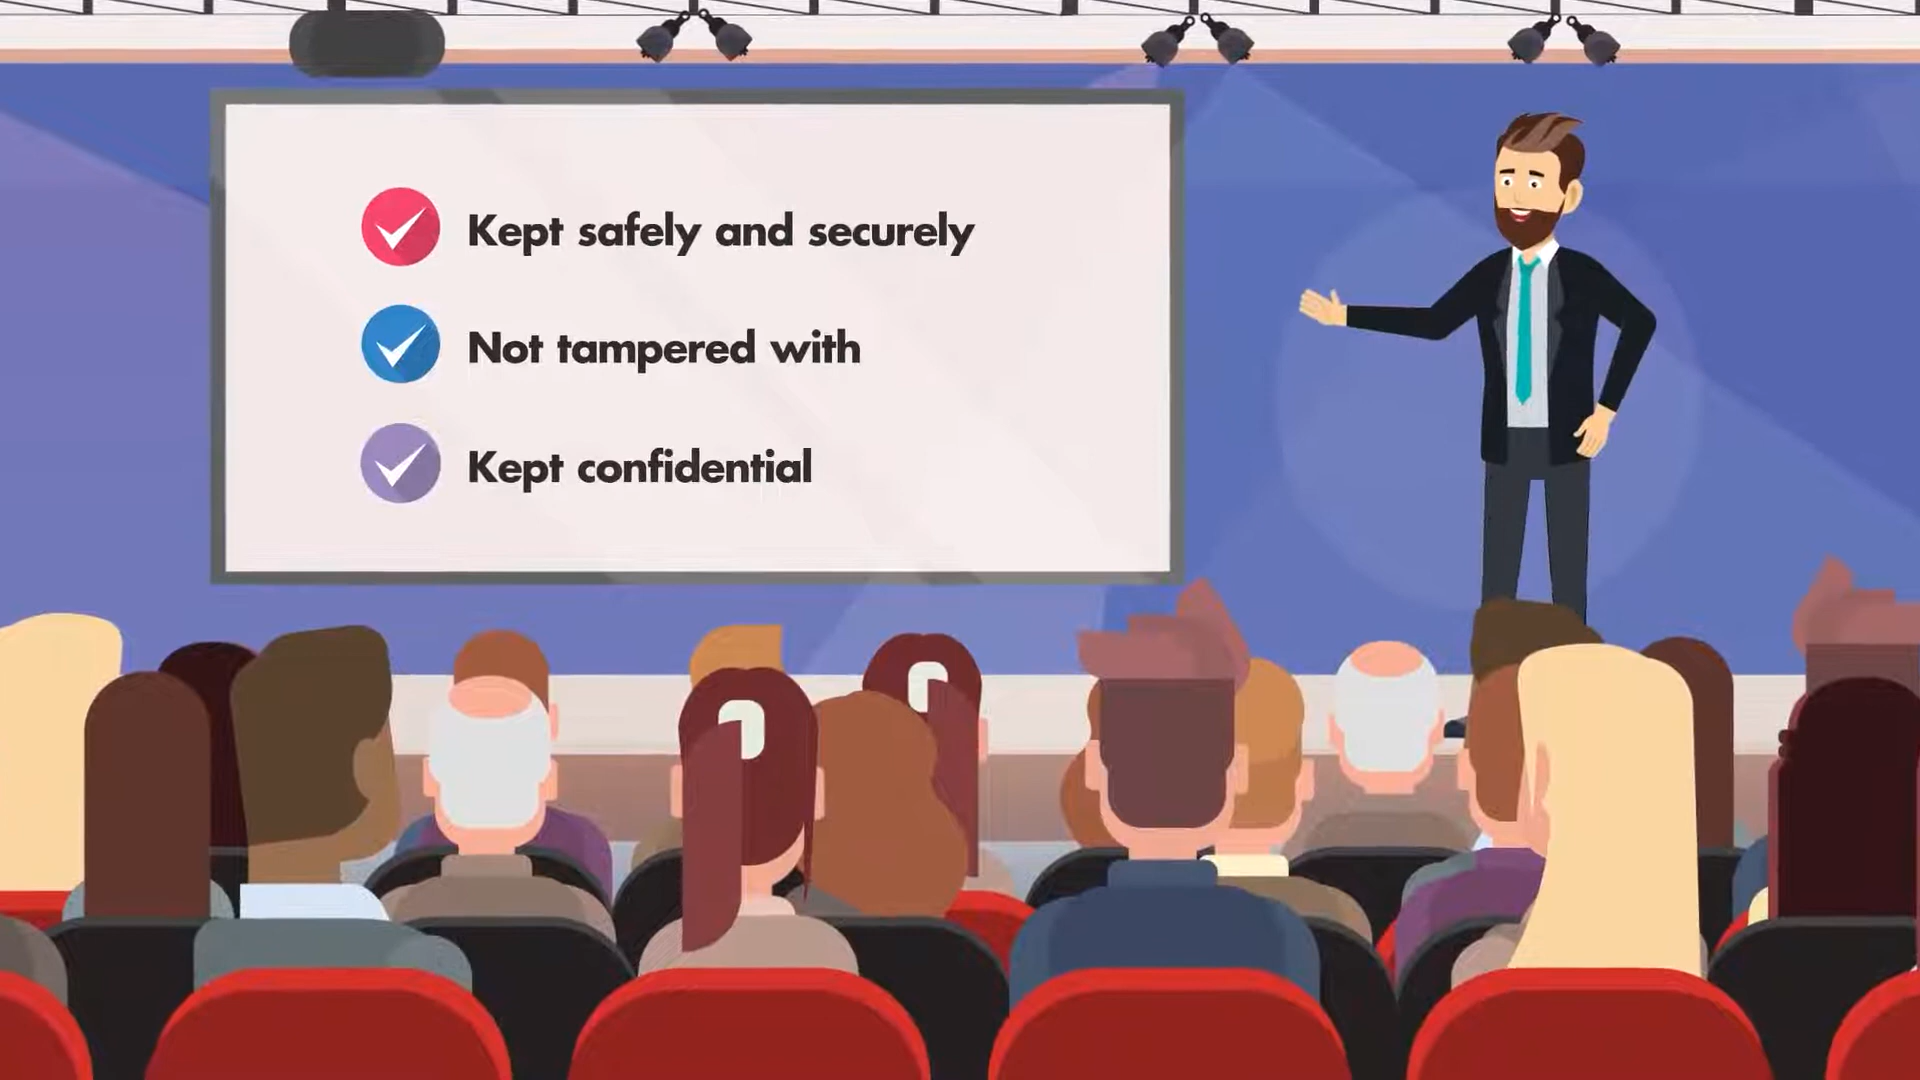 Kept safely and securely
Not tampered with
Kept confidential